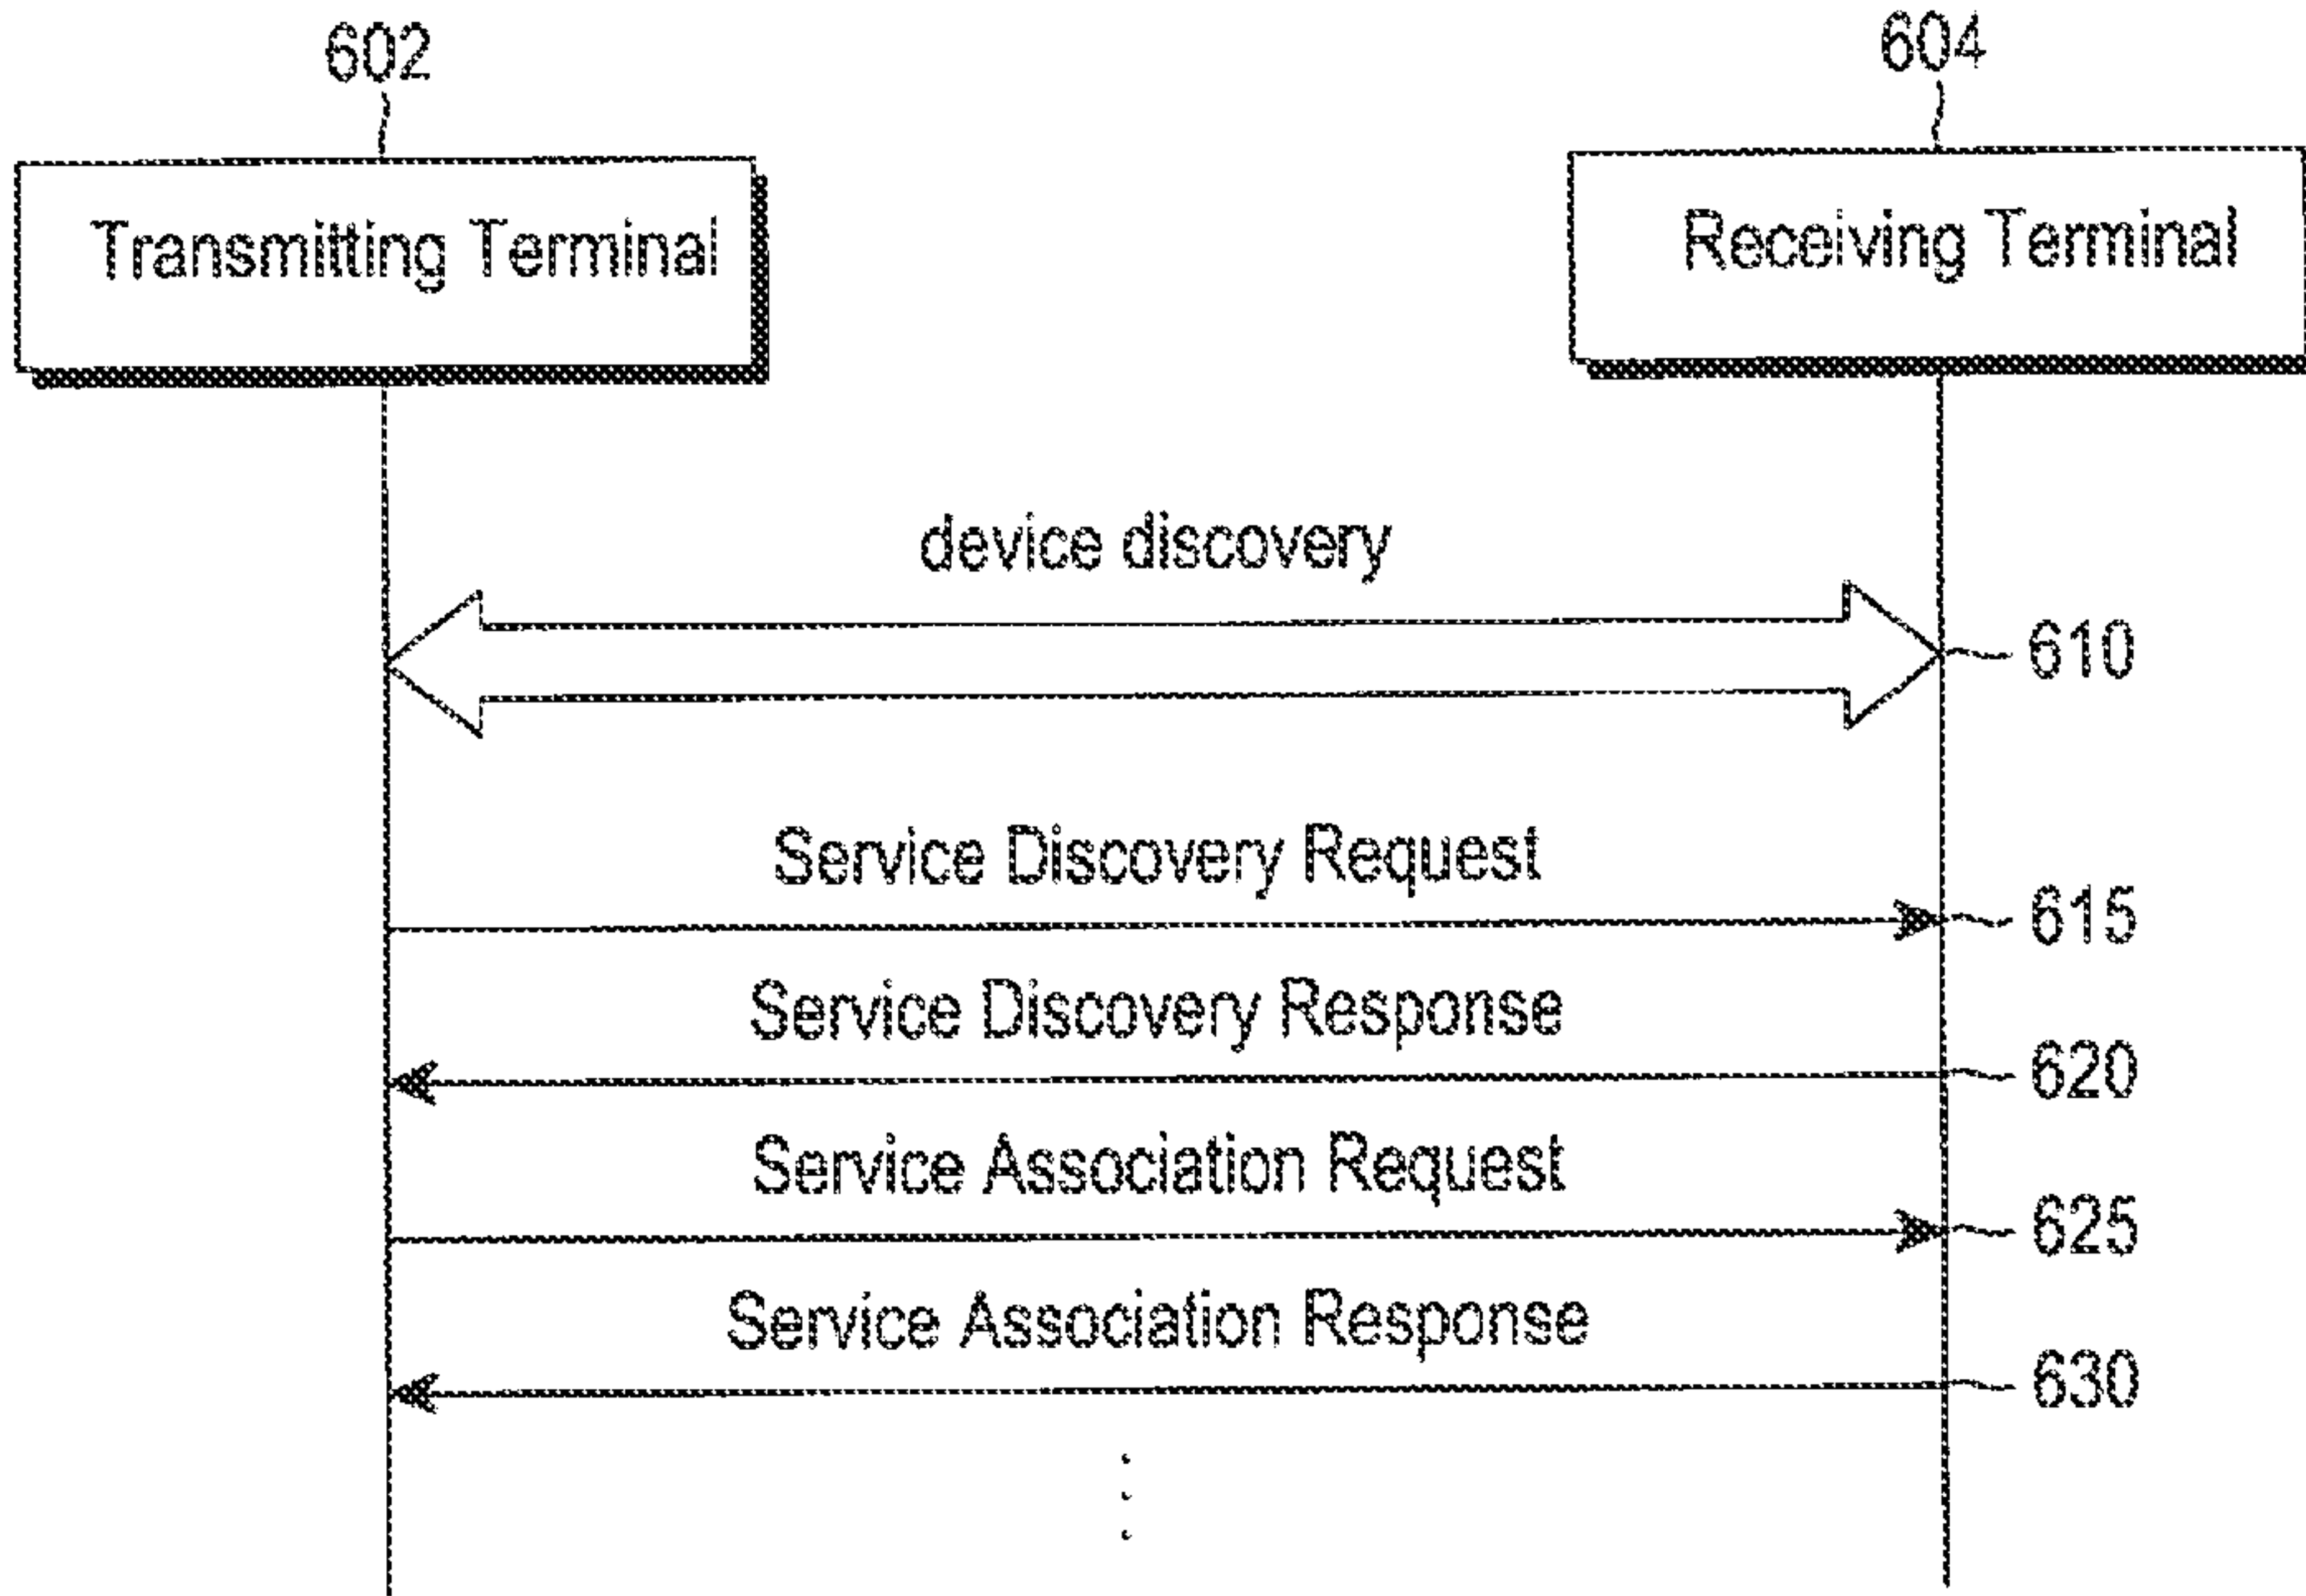 602
604
Transmitting Terminal
Receiving Terminal
device discovery
610
Service Discovery Request
615
Service Discovery Response
620
Service Association Request
625
Service Association Response
630